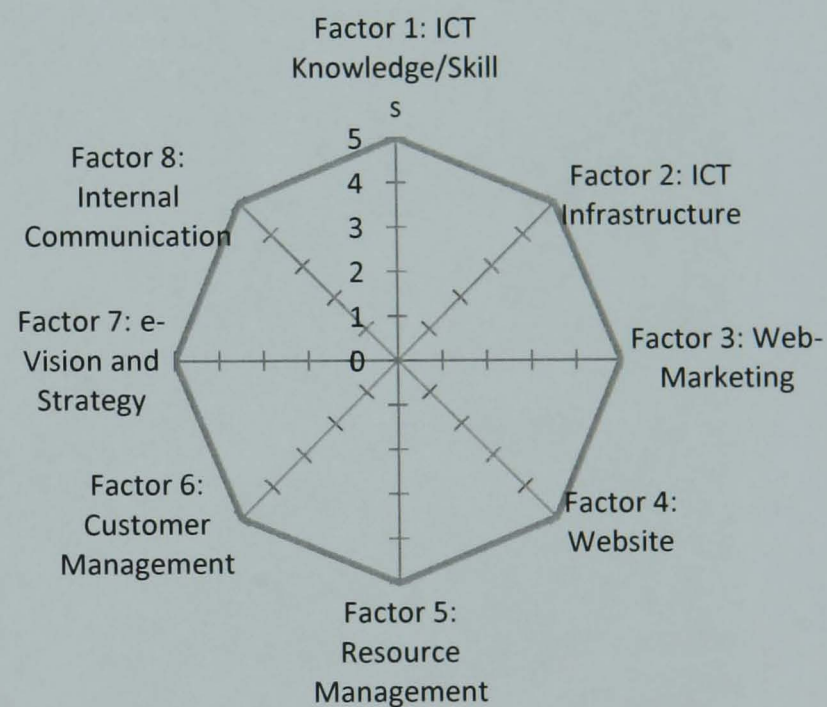 Factor 1: ICT
Knowledge/Skill
s
5
4
3
2
1
0
Factor 2: ICT
Infrastructure
Factor 3: Web-
Marketing
Factor 4:
Website
Factor 5:
Resource
Management
Factor 6:
Customer
Management
Factor 7: e-
Vision and
Strategy
Factor 8:
Internal
Communication